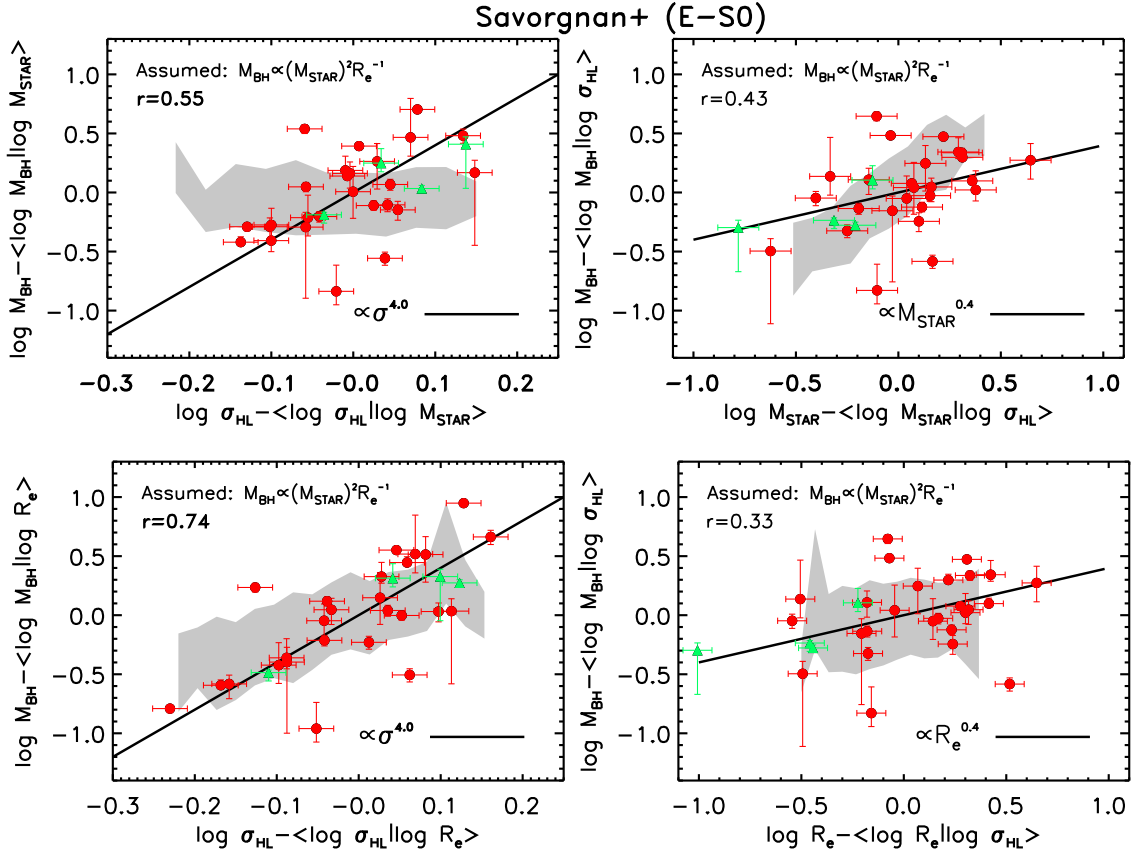 Savorgnan+ (E−S0)
Assumed: M_BH∝(M_STAR)²R_e⁻¹
r=0.55
log M_BH−<log M_BH|log M_STAR>
1.0
0.5
0.0
−0.5
−1.0
∝σ^4.0
−0.3 −0.2 −0.1 −0.0 0.1 0.2
log σ_HL−<log σ_HL|log M_STAR>
Assumed: M_BH∝(M_STAR)²R_e⁻¹
r=0.43
log M_BH−<log M_BH|log σ_HL>
1.0
0.5
0.0
−0.5
−1.0
∝M_STAR^0.4
−1.0 −0.5 0.0 0.5 1.0
log M_STAR−<log M_STAR|log σ_HL>
Assumed: M_BH∝(M_STAR)²R_e⁻¹
r=0.74
log M_BH−<log M_BH|log R_e>
1.0
0.5
0.0
−0.5
−1.0
∝σ^4.0
−0.3 −0.2 −0.1 −0.0 0.1 0.2
log σ_HL−<log σ_HL|log R_e>
Assumed: M_BH∝(M_STAR)²R_e⁻¹
r=0.33
log M_BH−<log M_BH|log σ_HL>
1.0
0.5
0.0
−0.5
−1.0
∝R_e^0.4
−1.0 −0.5 0.0 0.5 1.0
log R_e−<log R_e|log σ_HL>